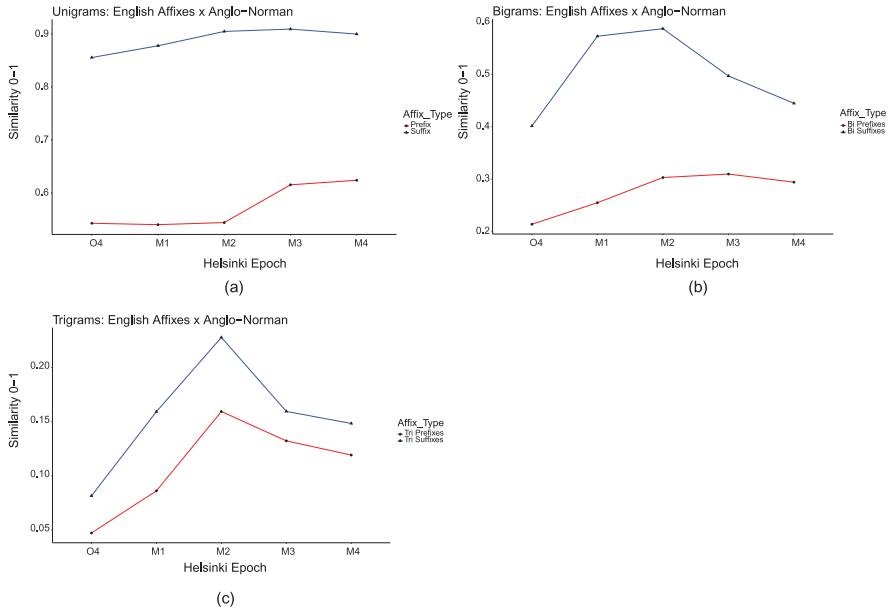 Unigrams: English Affixes x Anglo−Norman
Similarity 0−1
0.9
0.8
0.7
0.6
O4 M1 M2 M3 M4
Helsinki Epoch
Affix_Type
Prefix
Suffix
(a)
Bigrams: English Affixes x Anglo−Norman
Similarity 0−1
0.6
0.5
0.4
0.3
0.2
O4 M1 M2 M3 M4
Helsinki Epoch
Affix_Type
Bi Prefixes
Bi Suffixes
(b)
Trigrams: English Affixes x Anglo−Norman
Similarity 0−1
0.20
0.15
0.10
0.05
O4 M1 M2 M3 M4
Helsinki Epoch
Affix_Type
Tri Prefixes
Tri Suffixes
(c)